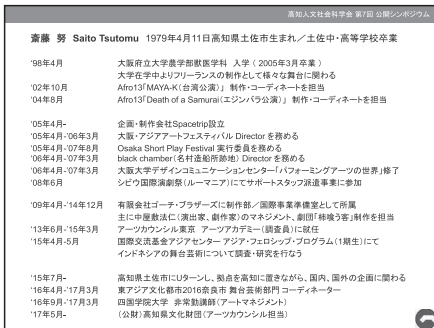 高知人文社会科学会 第7回 公開シンポジウム
斎藤 努 Saito Tsutomu 1979年4月11日高知県土佐市生まれ／土佐中・高等学校卒業
'98年4月 大阪府立大学農学部獣医学科 入学（2005年3月卒業）
大学在学中よりフリーランスの制作として様々な舞台に関わる
'02年10月 Afro13「MAYA-K（台湾公演）」制作・コーディネートを担当
'04年8月 Afro13「Death of a Samurai（エジンバラ公演）」制作・コーディネートを担当
'05年4月- 企画・制作会社Spacetrip設立
'05年4月-'06年3月 大阪・アジアアートフェスティバル Director を務める
'05年4月-'07年8月 Osaka Short Play Festival 実行委員を務める
'06年4月-'07年3月 black chamber（名村造船所跡地）Director を務める
'06年4月-'07年3月 大阪大学デザインコミュニケーションセンター「パフォーミングアーツの世界」修了
'08年6月 シビウ国際演劇祭（ルーマニア）にてサポートスタッフ派遣事業に参加
'09年4月-'14年12月 有限会社ゴーチ・ブラザーズに制作部／国際事業準備室として所属
主に中屋敷法仁（演出家、劇作家）のマネジメント、劇団「柿喰う客」制作を担当
'13年6月-'15年3月 アーツカウンシル東京 アーツアカデミー（調査員）に就任
'15年4月-5月 国際交流基金アジアセンター アジア・フェロシップ・プログラム（1期生）にて
インドネシアの舞台芸術について調査・研究を行なう
'15年7月- 高知県土佐市にUターンし、拠点を高知に置きながら、国内、国外の企画に関わる
'16年4月-'17年3月 東アジア文化都市2016奈良市 舞台芸術部門 コーディネーター
'16年9月-'17年3月 四国学院大学 非常勤講師（アートマネジメント）
'17年5月- （公財）高知県文化財団（アーツカウンシル担当）